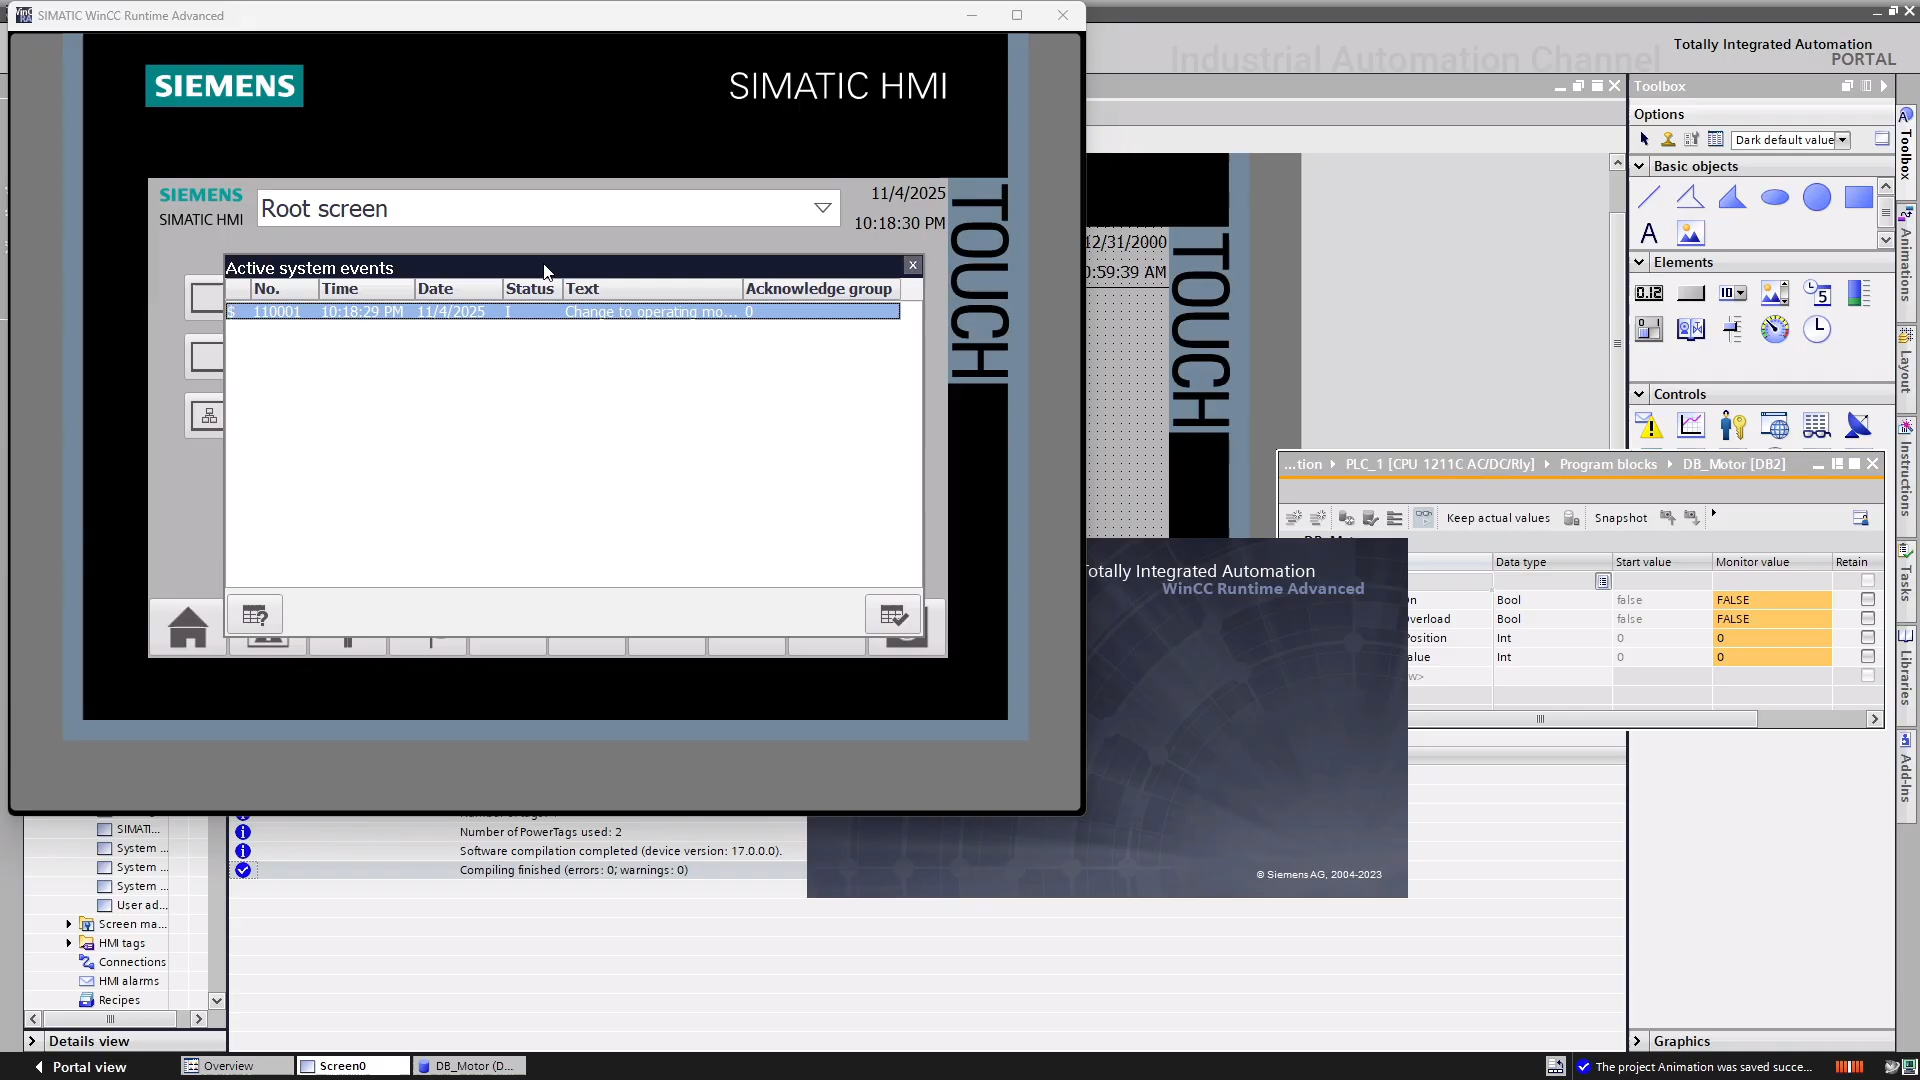 SIMATIC WinCC Runtime Advanced
Industrial Automation Channel
Totally Integrated Automation
PORTAL
SIEMENS
SIMATIC HMI
SIEMENS
SIMATIC HMI
Root screen
11/4/2025
10:18:30 PM
TOUCH
Active system events
No. Time Date Status Text Acknowledge group
$ 110001 10:18:29 PM 11/4/2025 I Change to operating mo... 0
12/31/2000
:59:39 AM
TOUCH
Toolbox
Options
Dark default value
Basic objects
Elements
Controls
Graphics
Toolbox
Animations
Layout
Instructions
Tasks
Libraries
Add-Ins
...tion PLC_1 [CPU 1211C AC/DC/Rly] Program blocks DB_Motor [DB2]
Keep actual values Snapshot
Data type Start value Monitor value Retain
On Bool false FALSE
verload Bool false FALSE
Position Int 0 0
alue Int 0 0
w>
Totally Integrated Automation
WinCC Runtime Advanced
© Siemens AG, 2004-2023
Number of PowerTags used: 2
Software compilation completed (device version: 17.0.0.0).
Compiling finished (errors: 0; warnings: 0)
SIMATI...
System ...
System ...
System ...
User ad...
Screen ma...
HMI tags
Connections
HMI alarms
Recipes
Details view
Portal view
Overview
Screen0
DB_Motor (D...
The project Animation was saved succe...